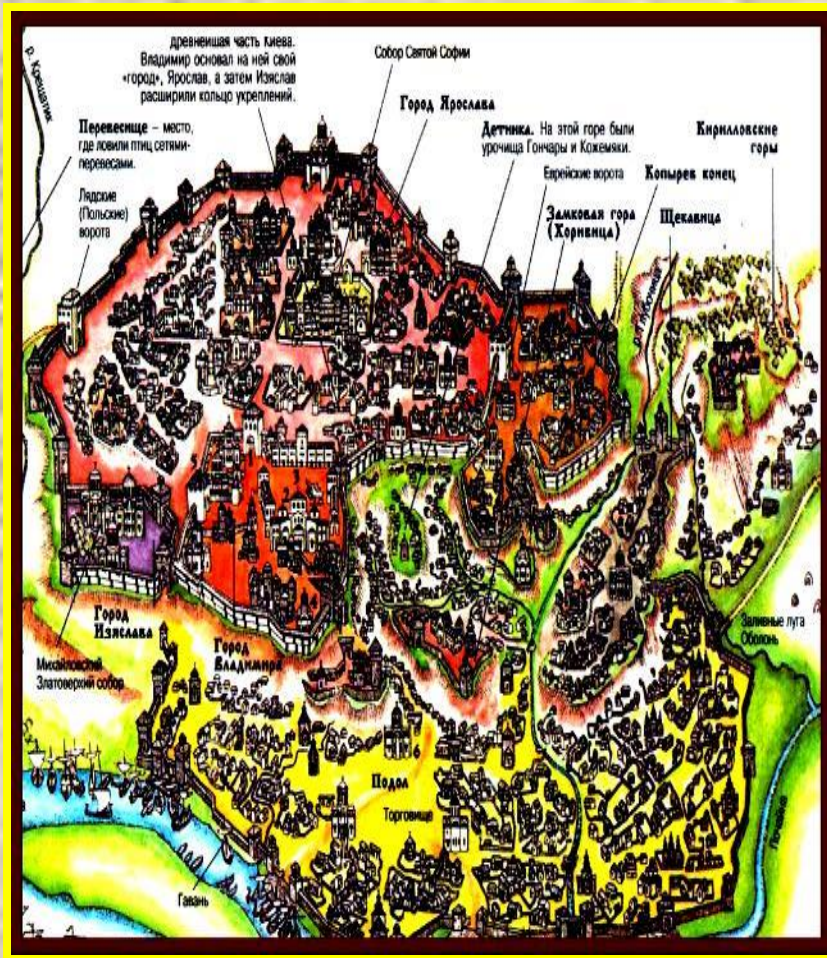 р. Крещатик
древнейшая часть Киева.
Владимир основал на ней свой
«город», Ярослав, а затем Изяслав
расширили кольцо укреплений.
Собор Святой Софии
Город Ярослава
Перевесище – место,
где ловили птиц сетями-
перевесами.
Лядские
(Польские)
ворота
Детинка. На этой горе были
урочища Гончары и Кожемяки.
Еврейские ворота
Замковая гора
(Хоривица)
Копырев конец
Щекавица
Кирилловские
горы
Город
Изяслава
Михайловский
Златоверхий собор
Город
Владимира
Заливные луга
Оболонь
Подол
Торговище
Гавань
Почайна